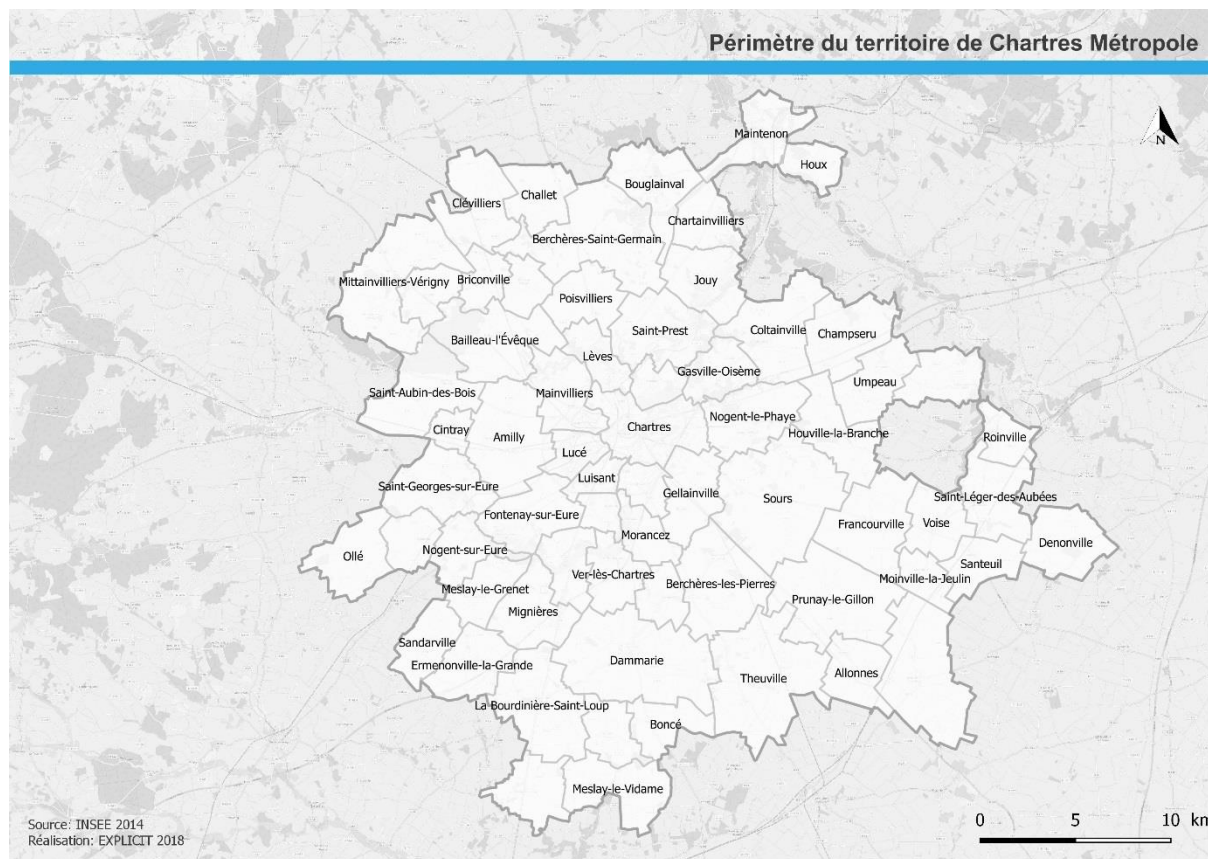 Périmètre du territoire de Chartres Métropole
Maintenon
N
Houx
Bouglainval
Challet
Clévilliers
Chartainvilliers
Berchères-Saint-Germain
Mittainvilliers-Vérigny
Briconville
Jouy
Poisvilliers
Saint-Prest
Coltainville
Champseru
Bailleau-l'Évêque
Lèves
Gasville-Oisème
Umpeau
Saint-Aubin-des-Bois
Mainvilliers
Nogent-le-Phaye
Chartres
Cintray
Amilly
Houville-la-Branche
Roinville
Lucé
Luisant
Saint-Georges-sur-Eure
Gellainville
Sours
Saint-Léger-des-Aubées
Fontenay-sur-Eure
Francourville
Voise
Morancez
Denonville
Ollé
Nogent-sur-Eure
Santeuil
Ver-lès-Chartres
Moinville-la-Jeulin
Berchères-les-Pierres
Meslay-le-Grenet
Prunay-le-Gillon
Mignières
Sandarville
Dammarie
Ermenonville-la-Grande
Allonnes
Theuville
La Bourdinière-Saint-Loup
Boncé
Meslay-le-Vidame
Source: INSEE 2014
Réalisation: EXPLICIT 2018
0 5 10 km